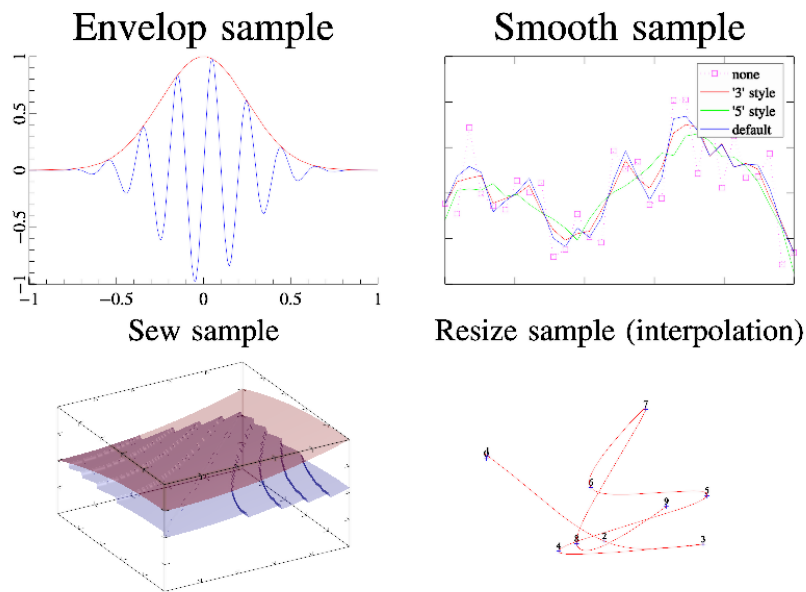 Envelop sample
Smooth sample
1
0.5
0
−0.5
−1
−1 −0.5 0 0.5 1
none
'3' style
'5' style
default
Sew sample
Resize sample (interpolation)
7
6
9
5
8
2
3
4